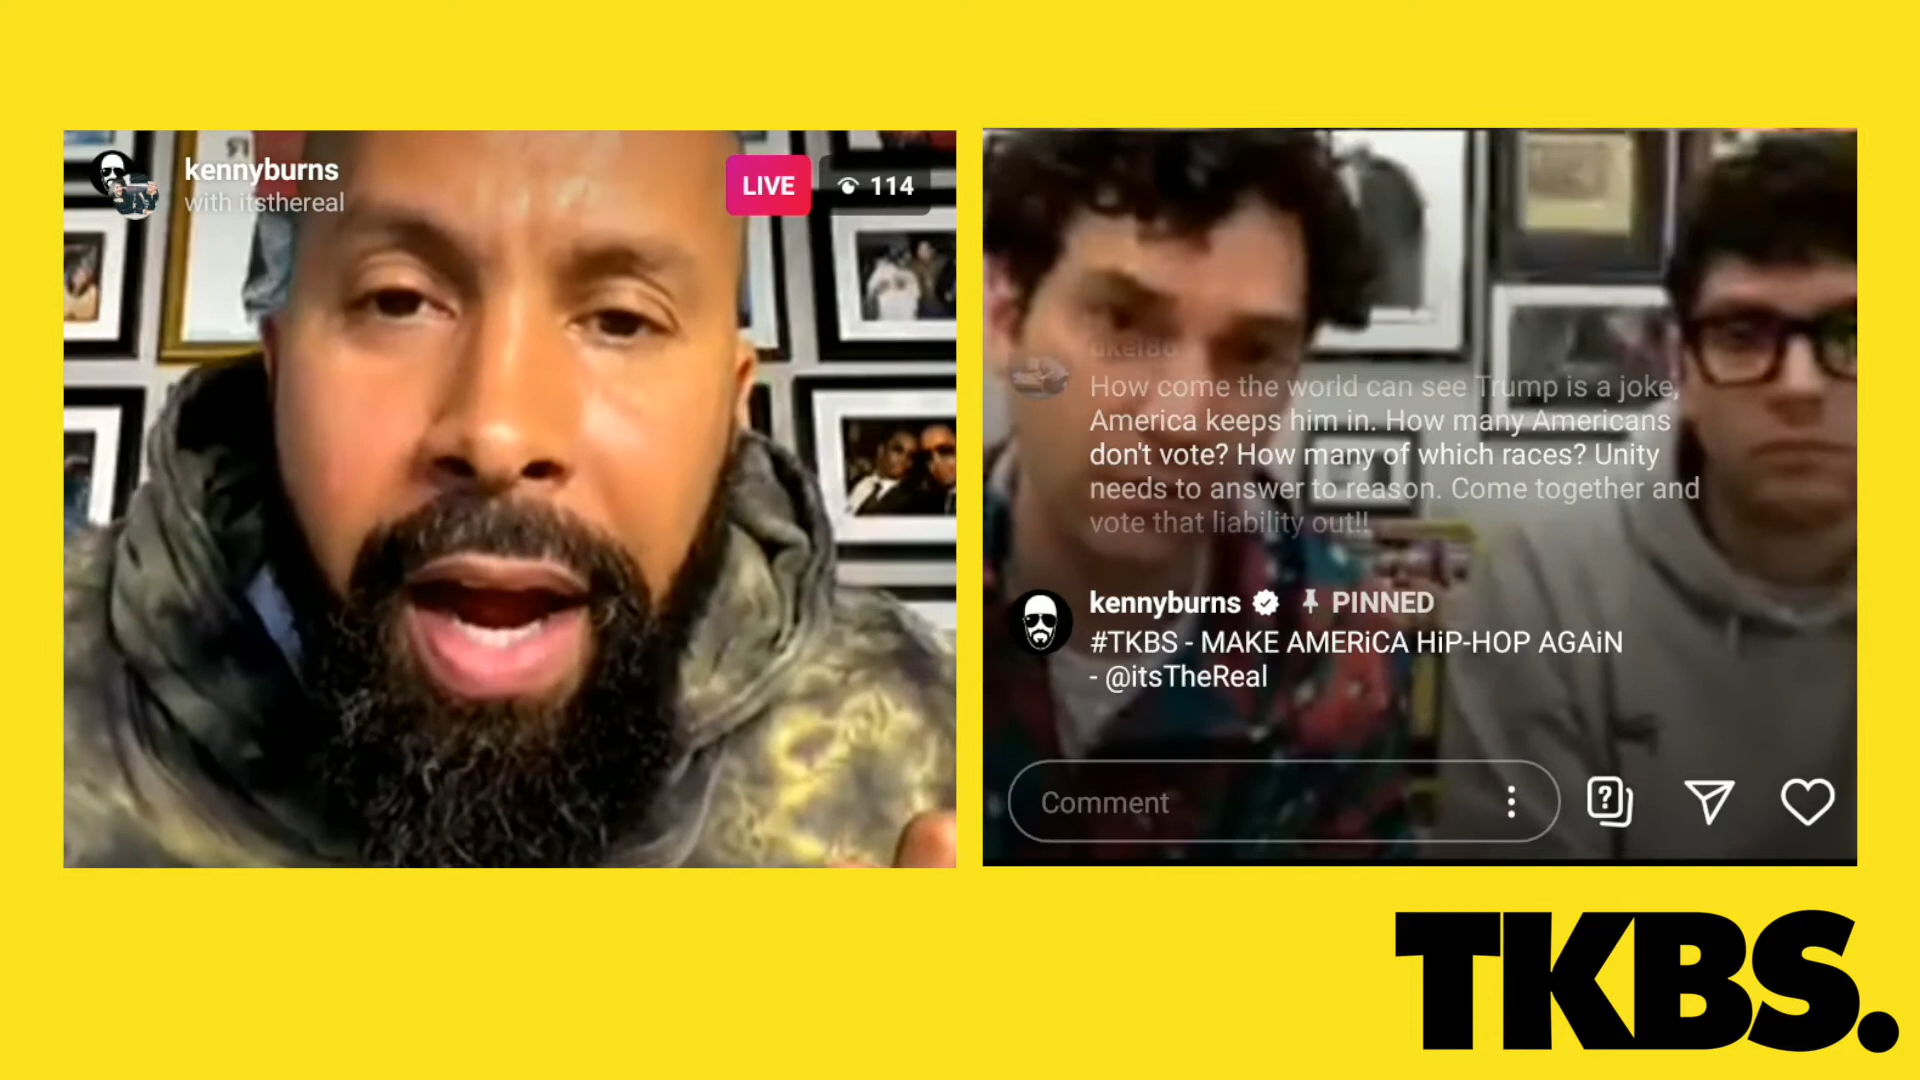 kennyburns
with itsthereal
LIVE
114
How come the world can see Trump is a joke,
America keeps him in. How many Americans
don't vote? How many of which races? Unity
needs to answer to reason. Come together and
vote that liability out!!
kennyburns PINNED
#TKBS - MAKE AMERiCA HiP-HOP AGAiN
- @itsTheReal
Comment
TKBS.